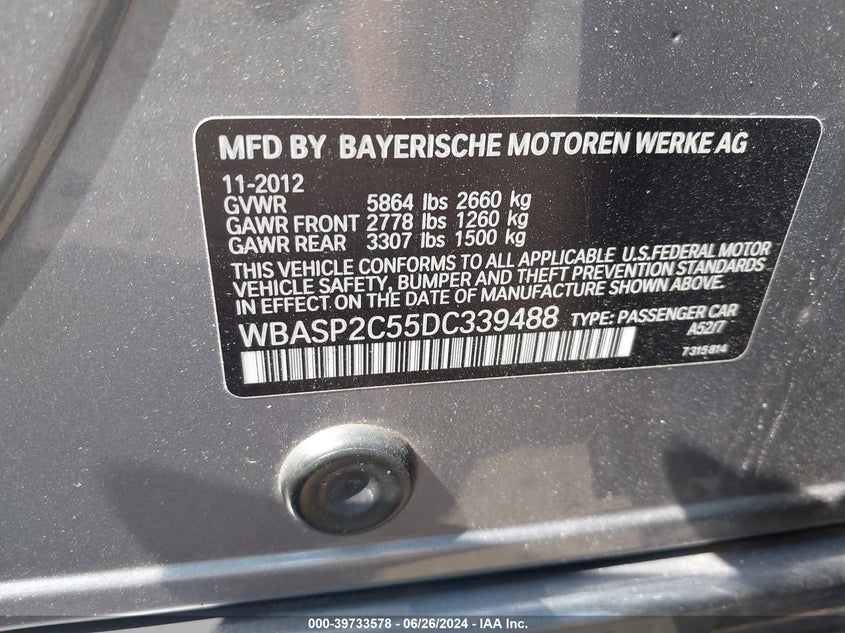 MFD BY BAYERISCHE MOTOREN WERKE AG
11-2012
GVWR 5864 lbs 2660 kg
GAWR FRONT 2778 lbs 1260 kg
GAWR REAR 3307 lbs 1500 kg
THIS VEHICLE CONFORMS TO ALL APPLICABLE U.S.FEDERAL MOTOR
VEHICLE SAFETY, BUMPER AND THEFT PREVENTION STANDARDS
IN EFFECT ON THE DATE OF MANUFACTURE SHOWN ABOVE.
WBASP2C55DC339488 TYPE: PASSENGER CAR
A52/7
7315814
000-39733578 - 06/26/2024 - IAA Inc.